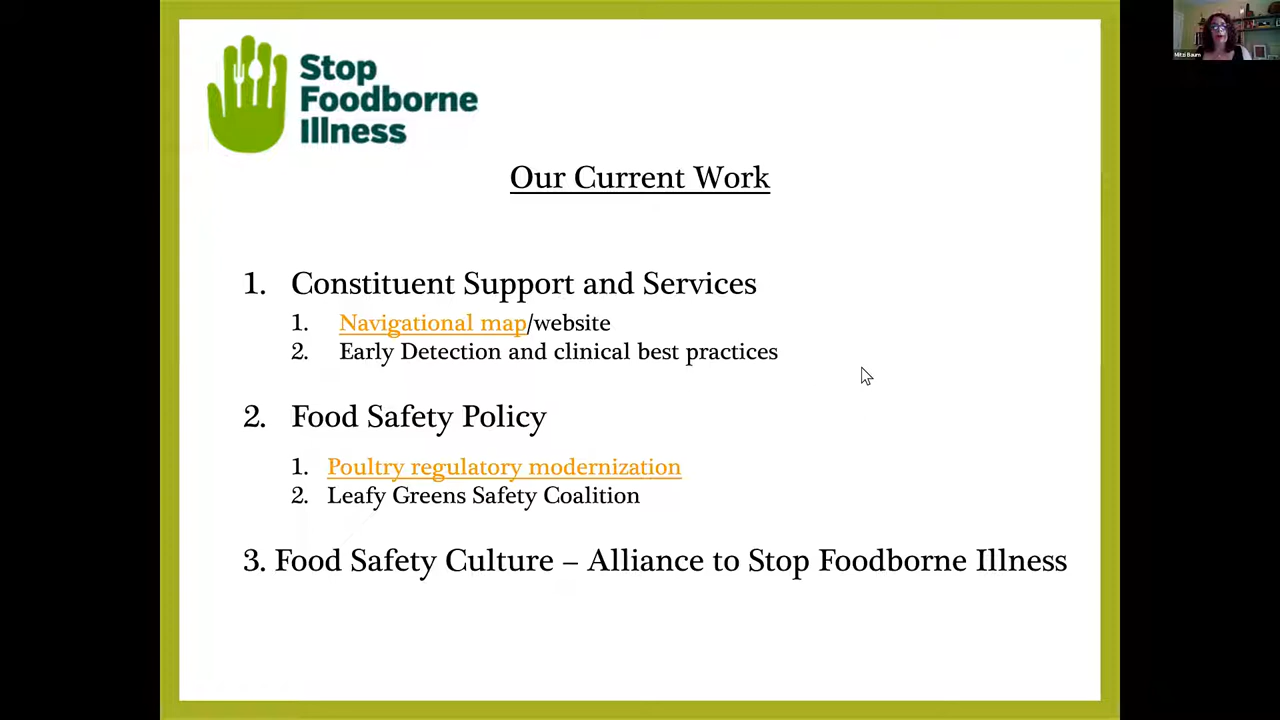 Stop
Foodborne
Illness
Mitzi Baum
Our Current Work
1. Constituent Support and Services
1. Navigational map/website
2. Early Detection and clinical best practices
2. Food Safety Policy
1. Poultry regulatory modernization
2. Leafy Greens Safety Coalition
3. Food Safety Culture – Alliance to Stop Foodborne Illness